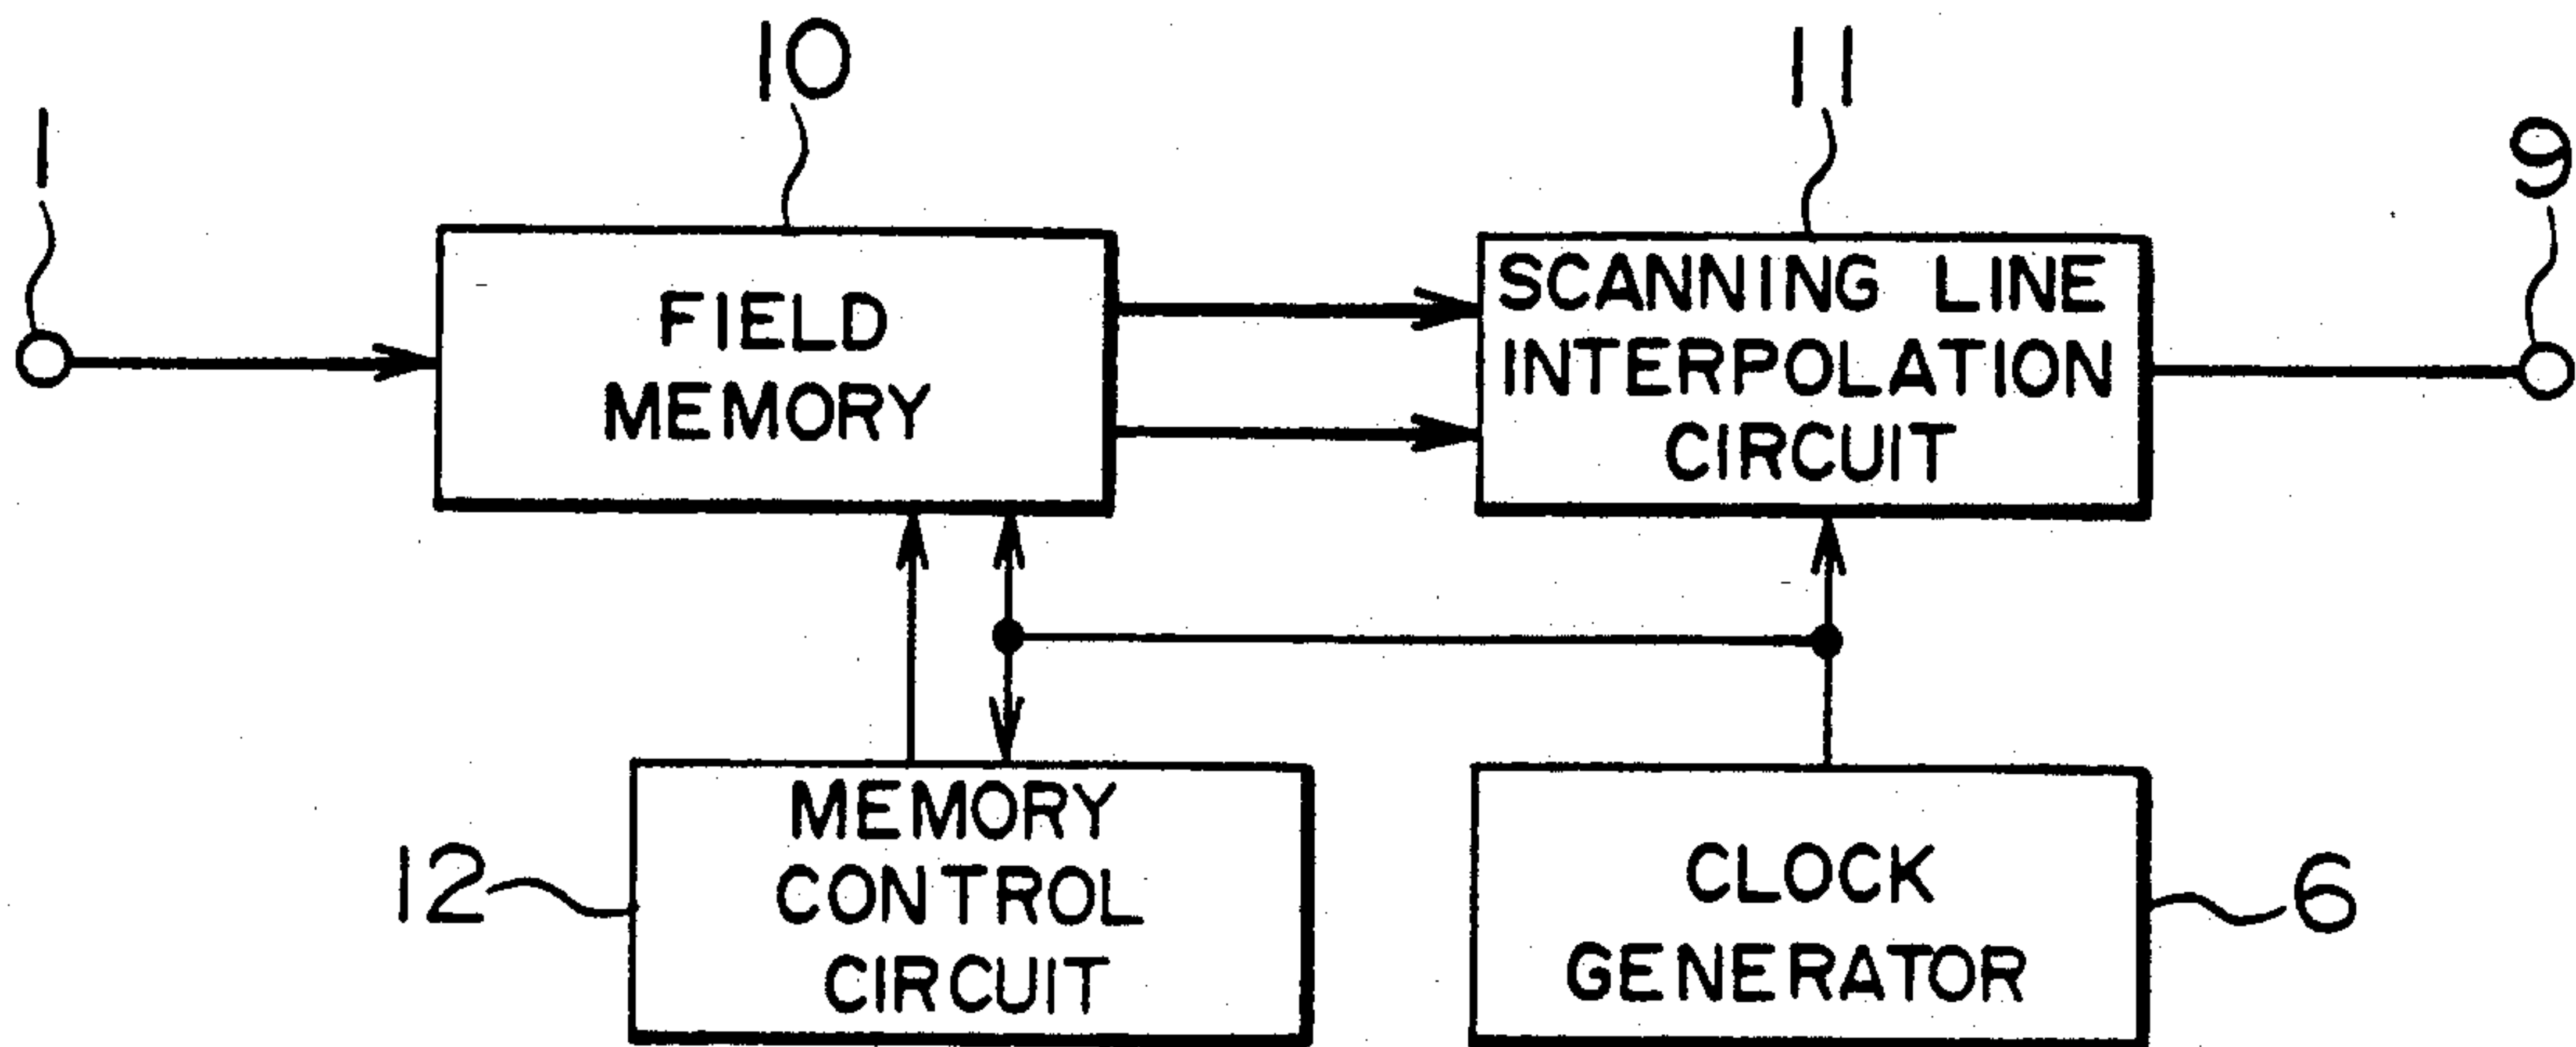 10
11
1
9
FIELD
MEMORY
SCANNING LINE
INTERPOLATION
CIRCUIT
MEMORY
CONTROL
CIRCUIT
12
CLOCK
GENERATOR
6